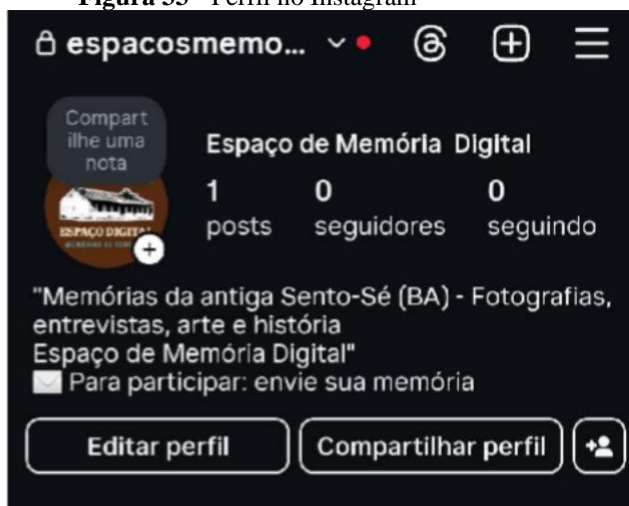 Figura 33 - Perfil no Instagram
espacosmemo...
Compart
ilhe uma
nota
Espaço de Memória Digital
1 0 0
posts seguidores seguindo
ESPAÇO DIGITAL
"Memórias da antiga Sento-Sé (BA) - Fotografias,
entrevistas, arte e história
Espaço de Memória Digital"
Para participar: envie sua memória
Editar perfil Compartilhar perfil